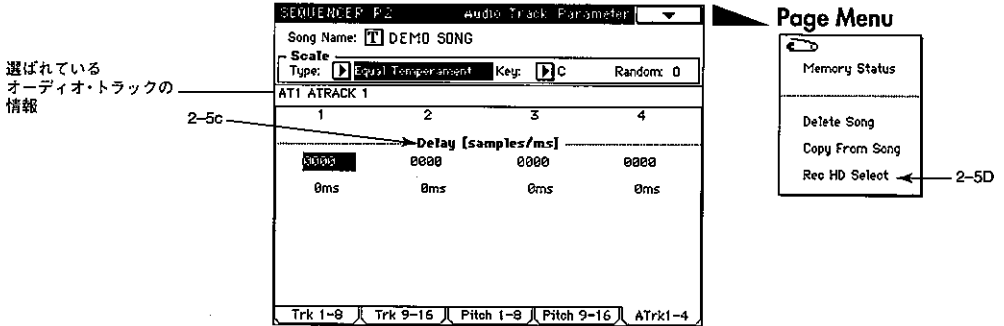 SEQUENCER P2 Audio Track Parameter
Page Menu
Song Name: T DEMO SONG
Scale
Type: Equal Temperament Key: C Random: 0
選ばれている
オーディオ・トラックの
情報
AT1 ATRACK 1
1 2 3 4
2–5c
Delay [samples/ms]
0000 0000 0000 0000
0ms 0ms 0ms 0ms
Trk 1-8 Trk 9-16 Pitch 1-8 Pitch 9-16 ATrk1-4
Memory Status
Delete Song
Copy From Song
Rec HD Select
2–5D